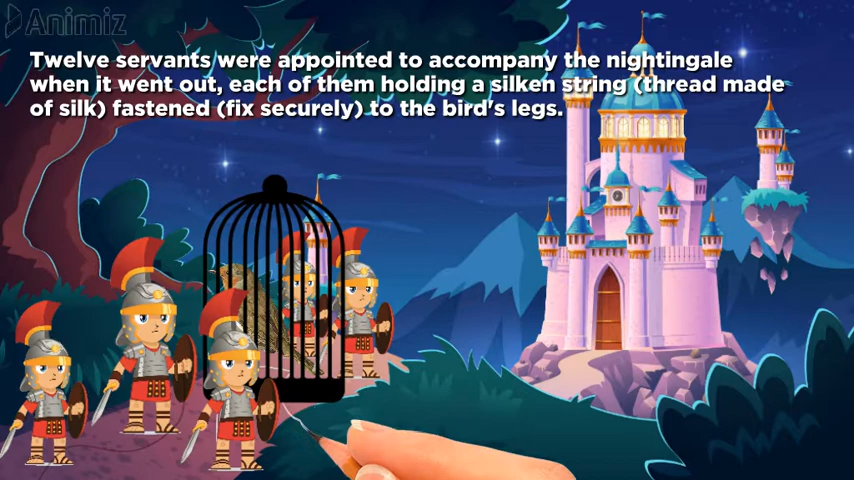 Animiz
Twelve servants were appointed to accompany the nightingale
when it went out, each of them holding a silken string (thread made
of silk) fastened (fix securely) to the bird's legs.